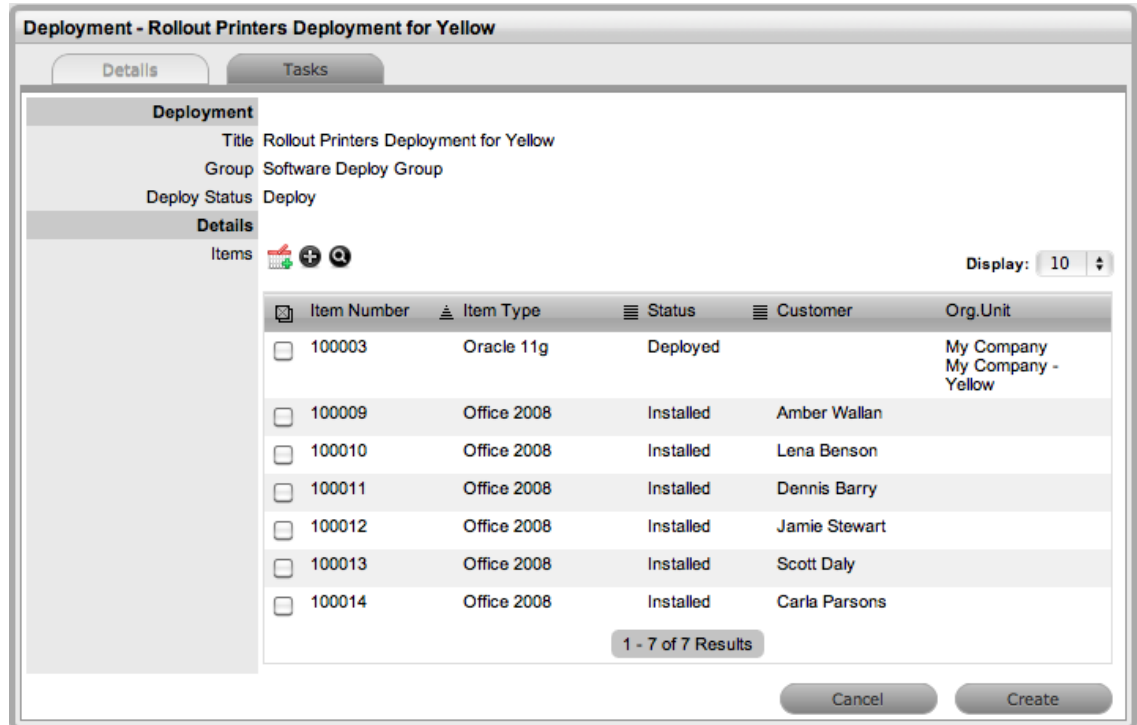 Deployment - Rollout Printers Deployment for Yellow
Details
Tasks
Deployment
Title Rollout Printers Deployment for Yellow
Group Software Deploy Group
Deploy Status Deploy
Details
Items
Display: 10
Item Number Item Type Status Customer Org.Unit
100003 Oracle 11g Deployed My Company
My Company -
Yellow
100009 Office 2008 Installed Amber Wallan
100010 Office 2008 Installed Lena Benson
100011 Office 2008 Installed Dennis Barry
100012 Office 2008 Installed Jamie Stewart
100013 Office 2008 Installed Scott Daly
100014 Office 2008 Installed Carla Parsons
1 - 7 of 7 Results
Cancel Create